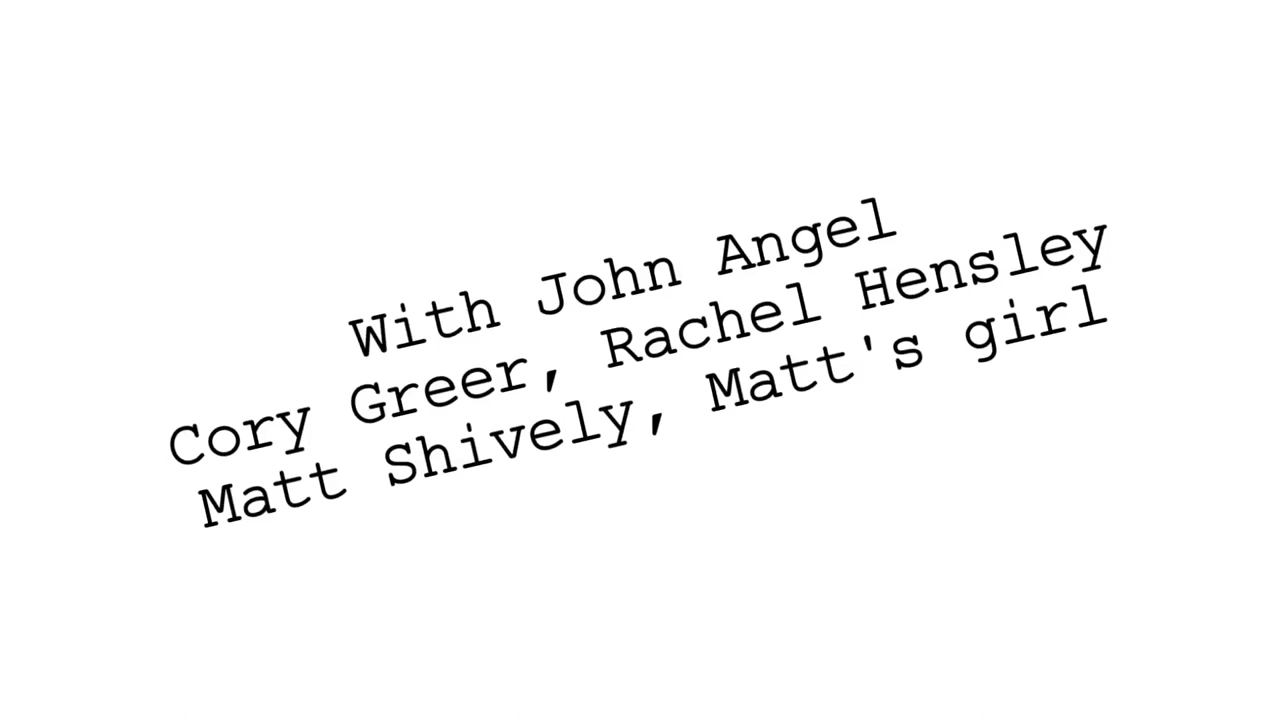 With John Angel
Cory Greer, Rachel Hensley
Matt Shively, Matt's girl